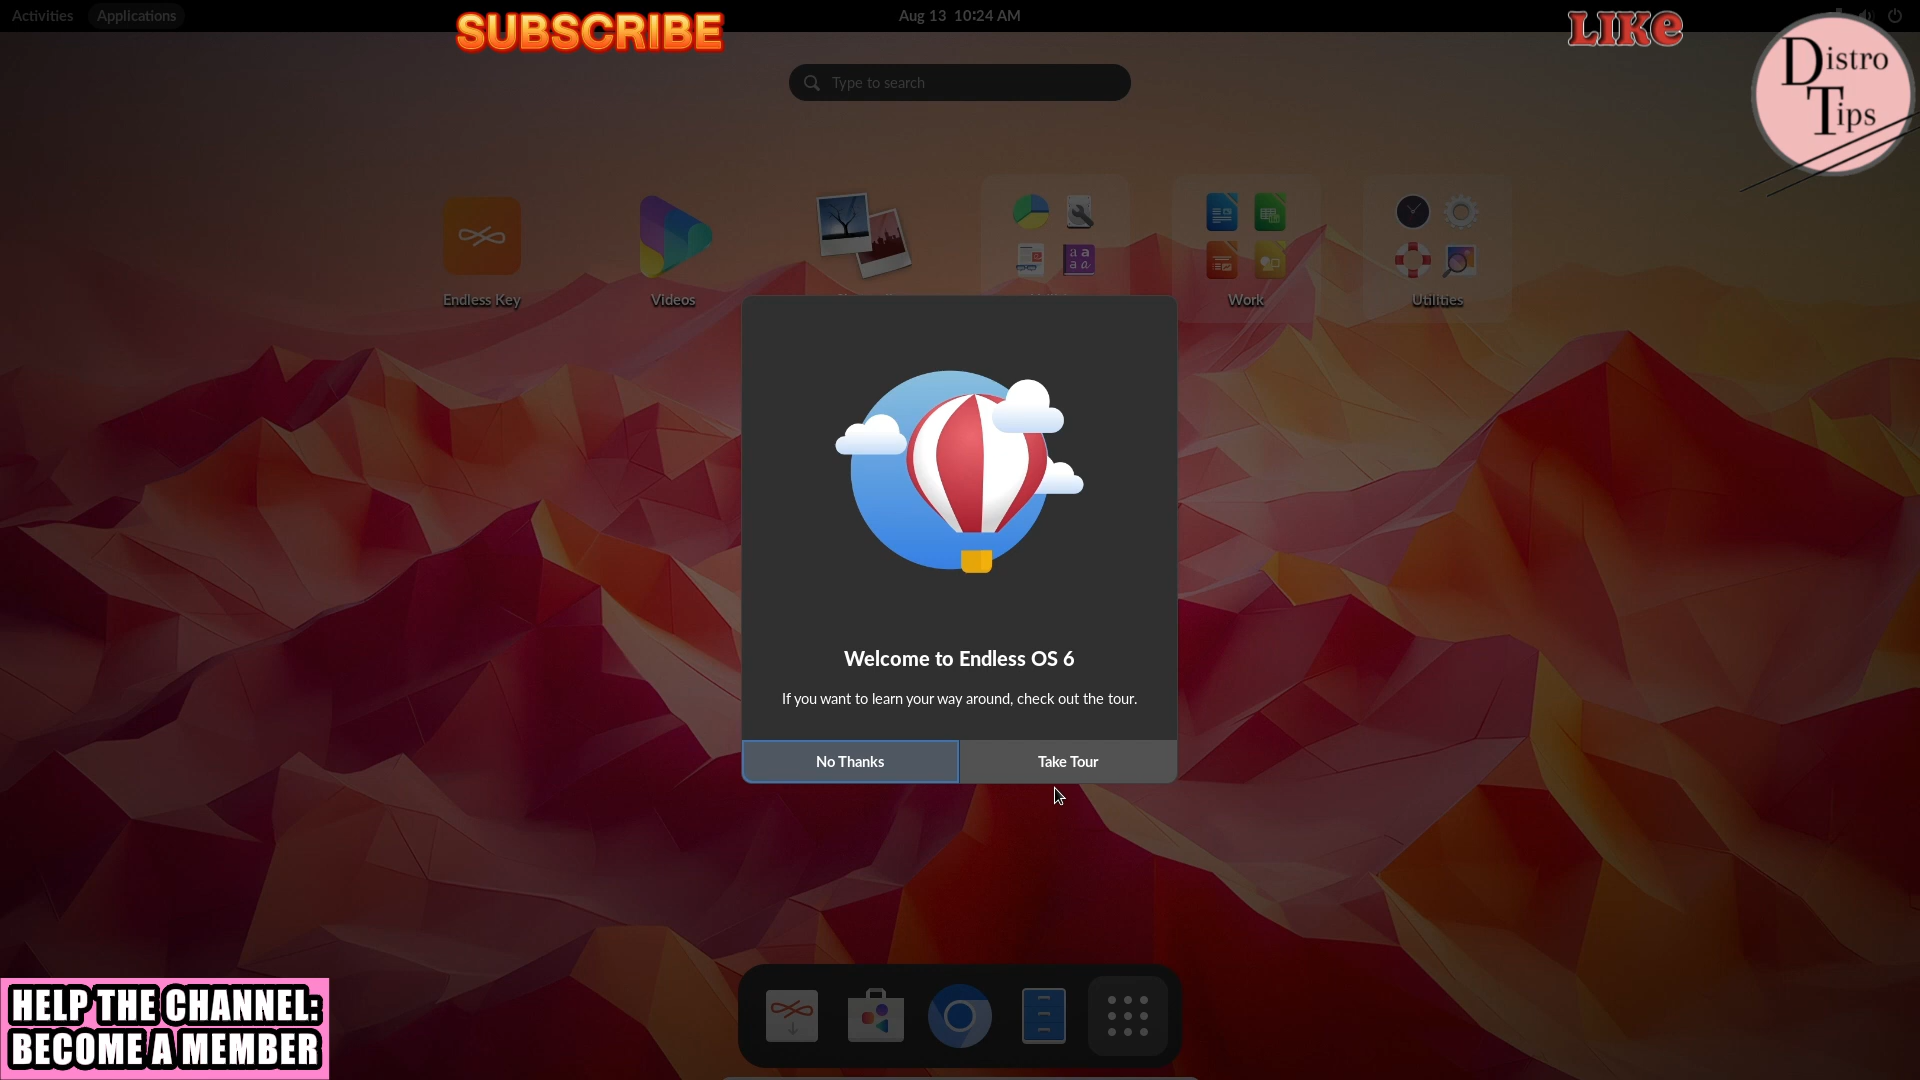 Activities
Applications
Aug 13 10:24 AM
SUBSCRIBE
LIKe
Distro
Tips
Type to search
Endless Key
Videos
Work
Utilities
Welcome to Endless OS 6
If you want to learn your way around, check out the tour.
No Thanks
Take Tour
HELP THE CHANNEL:
BECOME A MEMBER